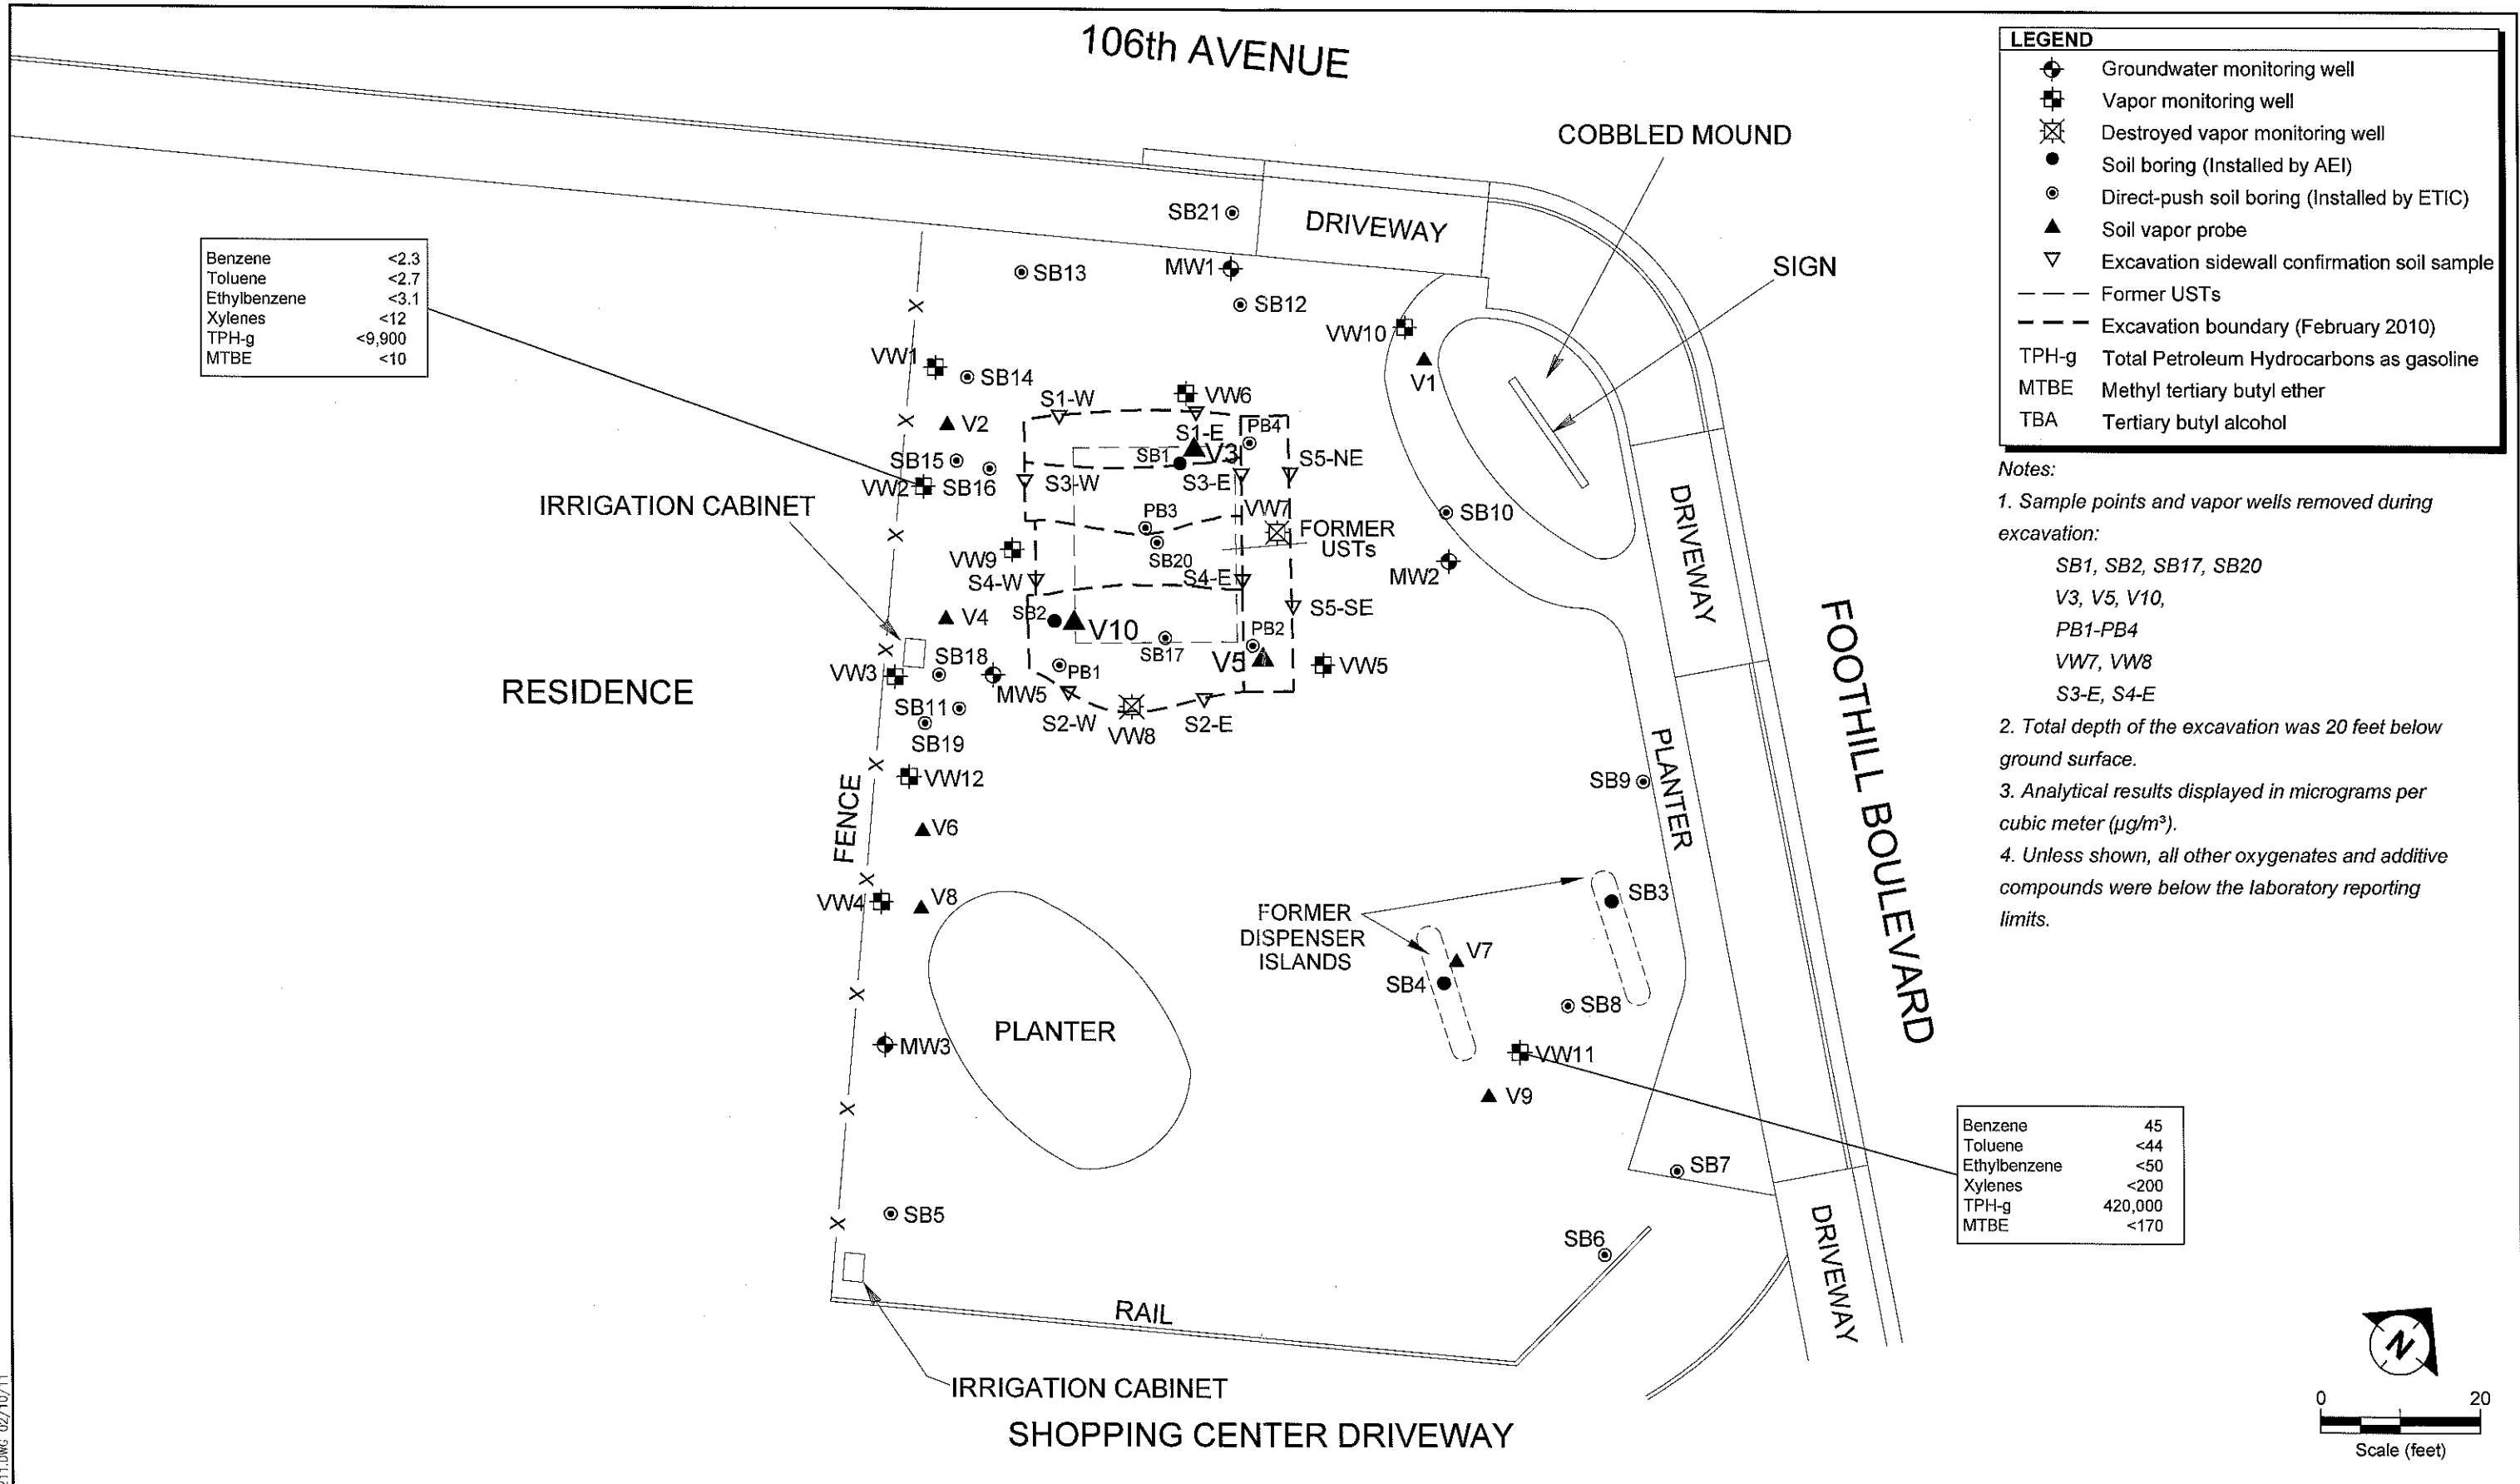 106th AVENUE
LEGEND
Groundwater monitoring well
Vapor monitoring well
Destroyed vapor monitoring well
Soil boring (Installed by AEI)
Direct-push soil boring (Installed by ETIC)
Soil vapor probe
Excavation sidewall confirmation soil sample
Former USTs
Excavation boundary (February 2010)
TPH-g Total Petroleum Hydrocarbons as gasoline
MTBE Methyl tertiary butyl ether
TBA Tertiary butyl alcohol
Notes:
1. Sample points and vapor wells removed during
excavation:
SB1, SB2, SB17, SB20
V3, V5, V10,
PB1-PB4
VW7, VW8
S3-E, S4-E
2. Total depth of the excavation was 20 feet below
ground surface.
3. Analytical results displayed in micrograms per
cubic meter (µg/m³).
4. Unless shown, all other oxygenates and additive
compounds were below the laboratory reporting
limits.
COBBLED MOUND
SIGN
SB21
DRIVEWAY
MW1
SB13
SB12
VW10
V1
Benzene <2.3
Toluene <2.7
Ethylbenzene <3.1
Xylenes <12
TPH-g <9,900
MTBE <10
X
VW1
SB14
VW6
S1-W
X
V2
S1-E
PB4
SB1
V3
SB15
S5-NE
VW2
SB16
S3-W
S3-E
IRRIGATION CABINET
X
PB3
VW7
FORMER
USTs
SB10
DRIVEWAY
VW9
SB20
S4-W
S4-E
MW2
V4
SB2
V10
S5-SE
X
SB18
SB17
PB2
V5
VW3
MW5
PB1
VW5
RESIDENCE
SB11
SB19
S2-W
VW8
S2-E
FOOTHILL BOULEVARD
X
VW12
FENCE
SB9
PLANTER
V6
X
VW4
V8
SB3
FORMER
DISPENSER
ISLANDS
V7
SB4
SB8
X
PLANTER
MW3
VW11
V9
X
Benzene 45
Toluene <44
Ethylbenzene <50
Xylenes <200
TPH-g 420,000
MTBE <170
SB7
SB5
X
SB6
DRIVEWAY
RAIL
IRRIGATION CABINET
SHOPPING CENTER DRIVEWAY
N
0 20
Scale (feet)
211.DWG 02/10/11